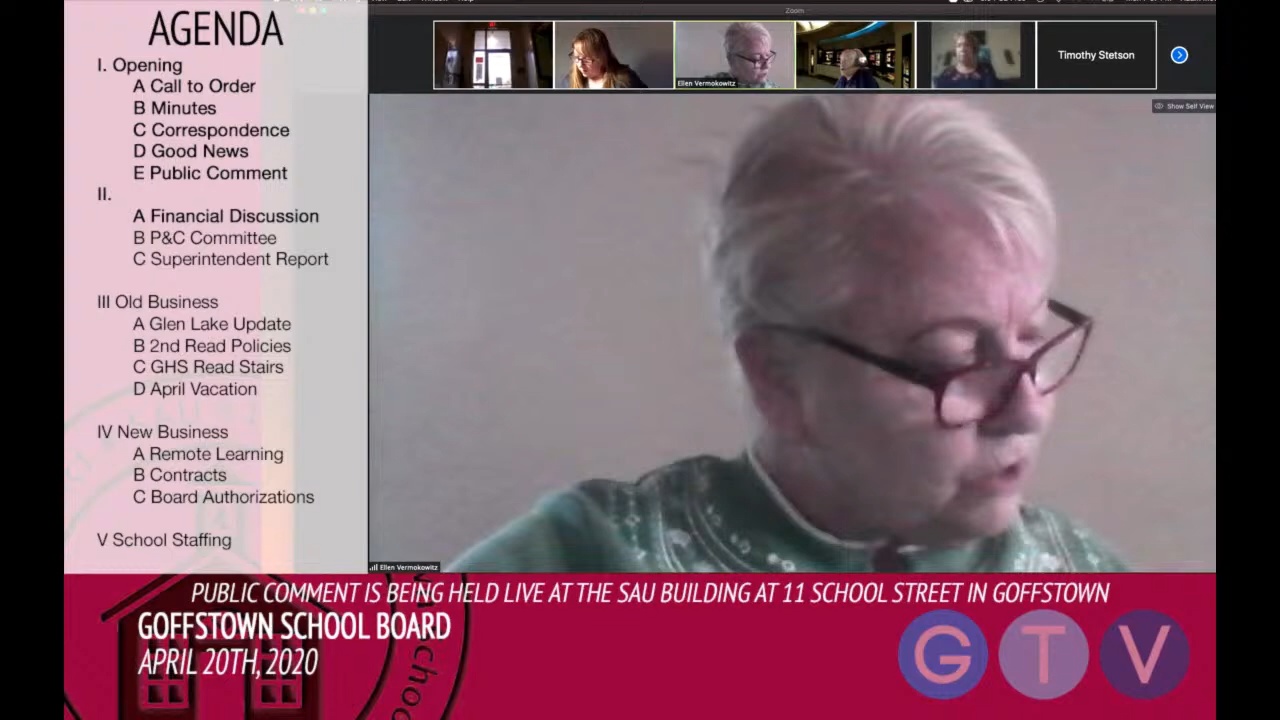 AGENDA
I. Opening
A Call to Order
B Minutes
C Correspondence
D Good News
E Public Comment
II.
A Financial Discussion
B P&C Committee
C Superintendent Report
III Old Business
A Glen Lake Update
B 2nd Read Policies
C GHS Read Stairs
D April Vacation
IV New Business
A Remote Learning
B Contracts
C Board Authorizations
V School Staffing
Zoom
Ellen Vermokowitz
Timothy Stetson
Show Self View
Ellen Vermokowitz
PUBLIC COMMENT IS BEING HELD LIVE AT THE SAU BUILDING AT 11 SCHOOL STREET IN GOFFSTOWN
GOFFSTOWN SCHOOL BOARD
APRIL 20TH, 2020
G T V